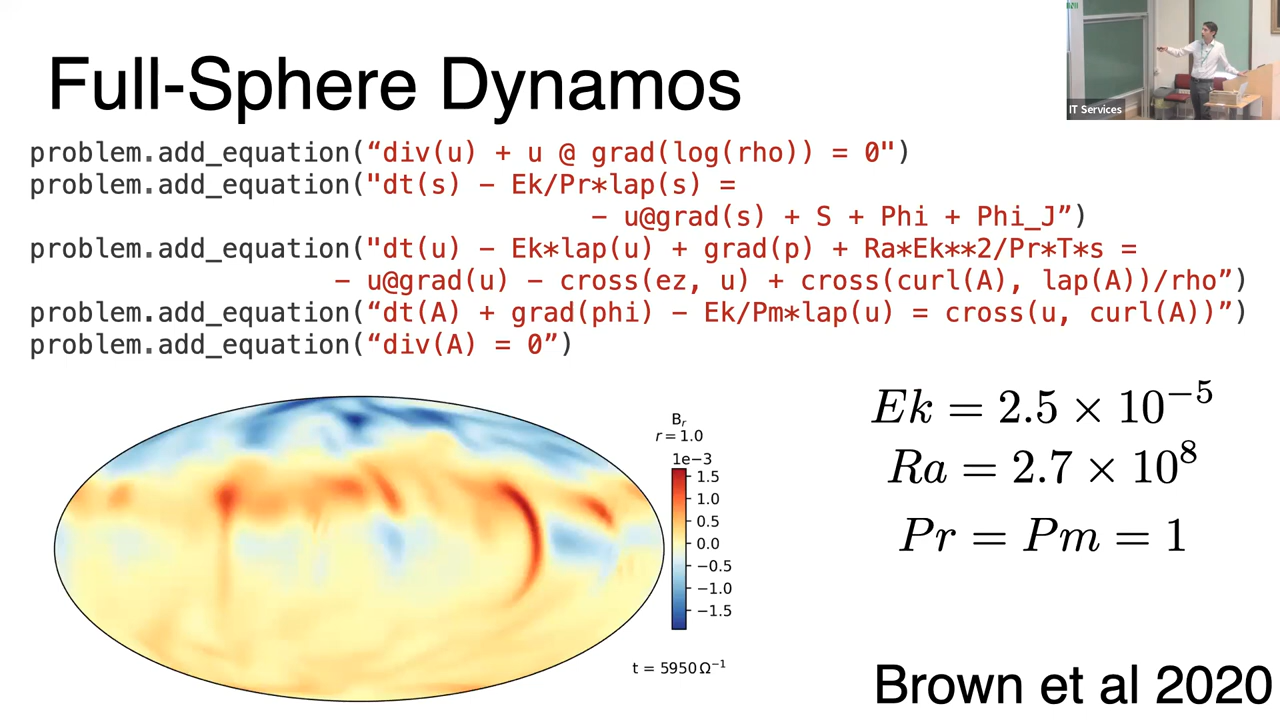 Full-Sphere Dynamos
IT Services
problem.add_equation(“div(u) + u @ grad(log(rho)) = 0")
problem.add_equation("dt(s) − Ek/Pr*lap(s) =
− u@grad(s) + S + Phi + Phi_J”)
problem.add_equation("dt(u) − Ek*lap(u) + grad(p) + Ra*Ek**2/Pr*T*s =
− u@grad(u) − cross(ez, u) + cross(curl(A), lap(A))/rho”)
problem.add_equation(“dt(A) + grad(phi) − Ek/Pm*lap(u) = cross(u, curl(A))”)
problem.add_equation(“div(A) = 0”)
Ek = 2.5 × 10⁻⁵
Ra = 2.7 × 10⁸
Pr = Pm = 1
B_r
r = 1.0
1e−3
1.5
1.0
0.5
0.0
−0.5
−1.0
−1.5
t = 5950 Ω⁻¹
Brown et al 2020